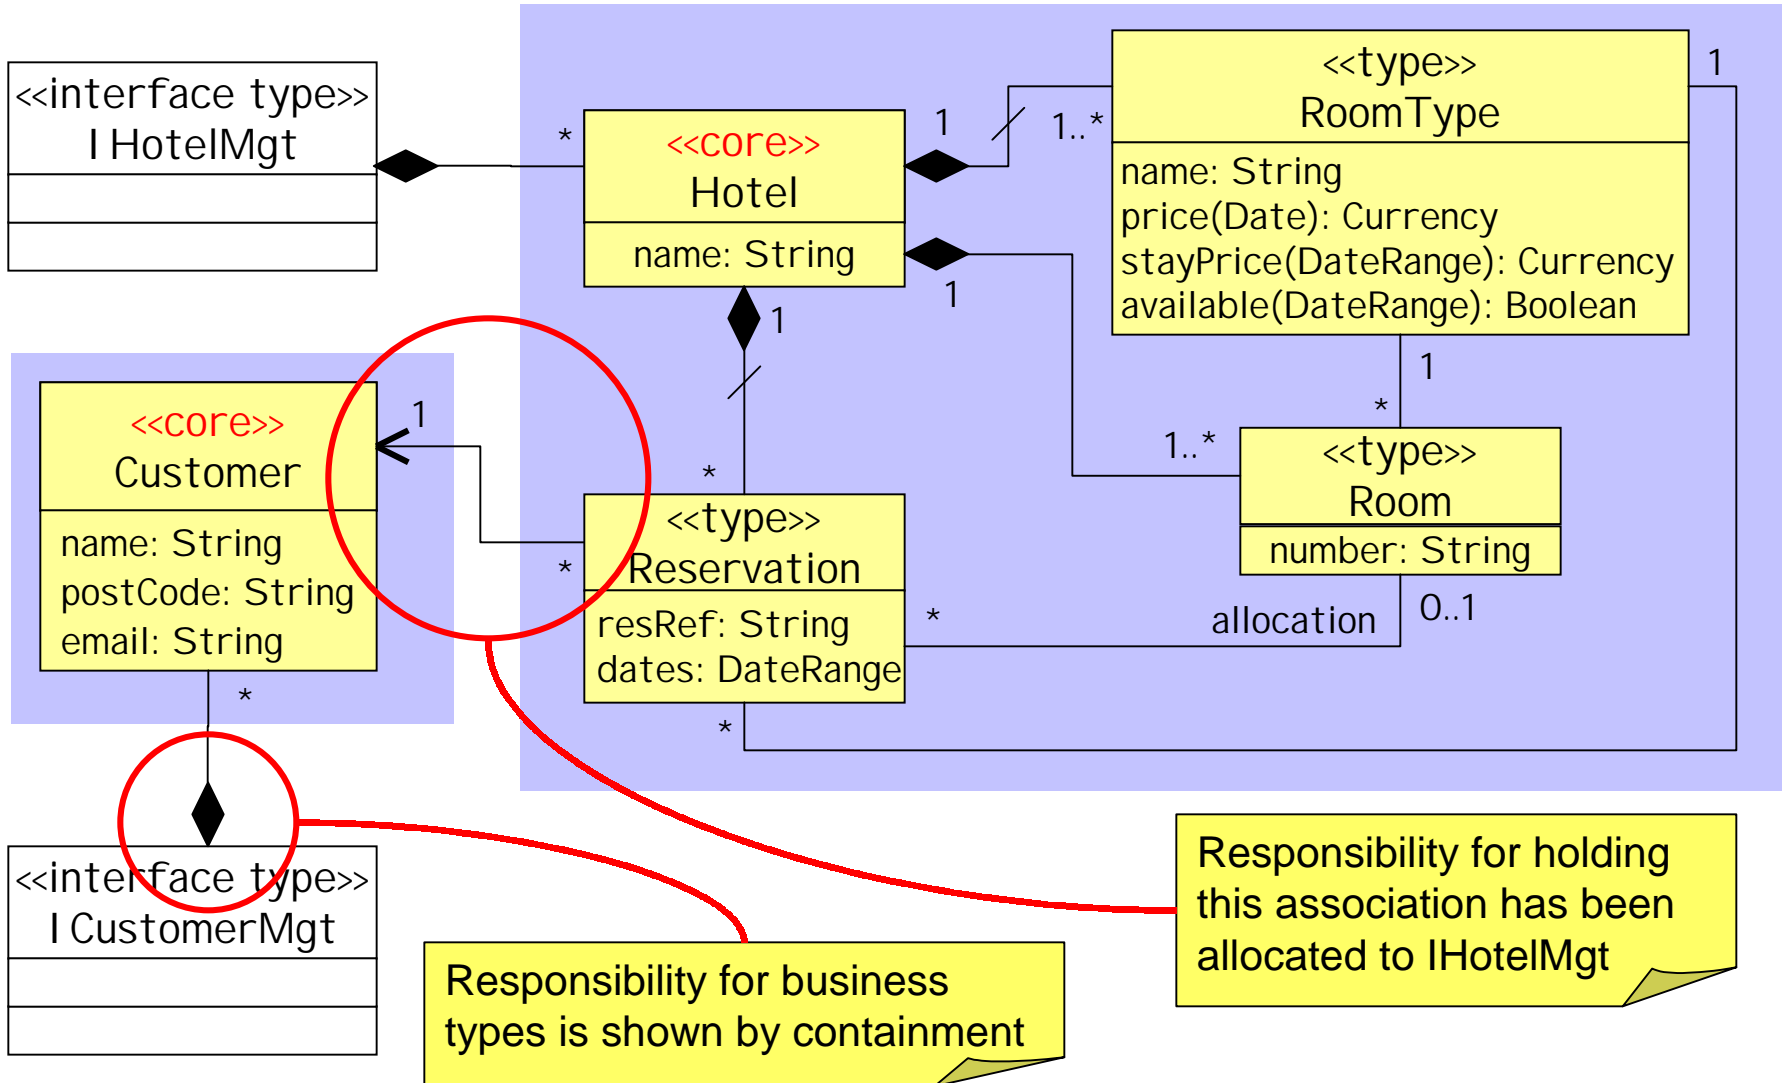 <<interface type>>
IHotelMgt
*
<<core>>
Hotel
name: String
1
1..*
<<type>>
RoomType
name: String
price(Date): Currency
stayPrice(DateRange): Currency
available(DateRange): Boolean
1
1
1
1
*
1..*
<<type>>
Room
number: String
0..1
allocation
<<core>>
Customer
name: String
postCode: String
email: String
1
*
*
<<type>>
Reservation
resRef: String
dates: DateRange
*
*
*
<<interface type>>
ICustomerMgt
Responsibility for business
types is shown by containment
Responsibility for holding
this association has been
allocated to IHotelMgt